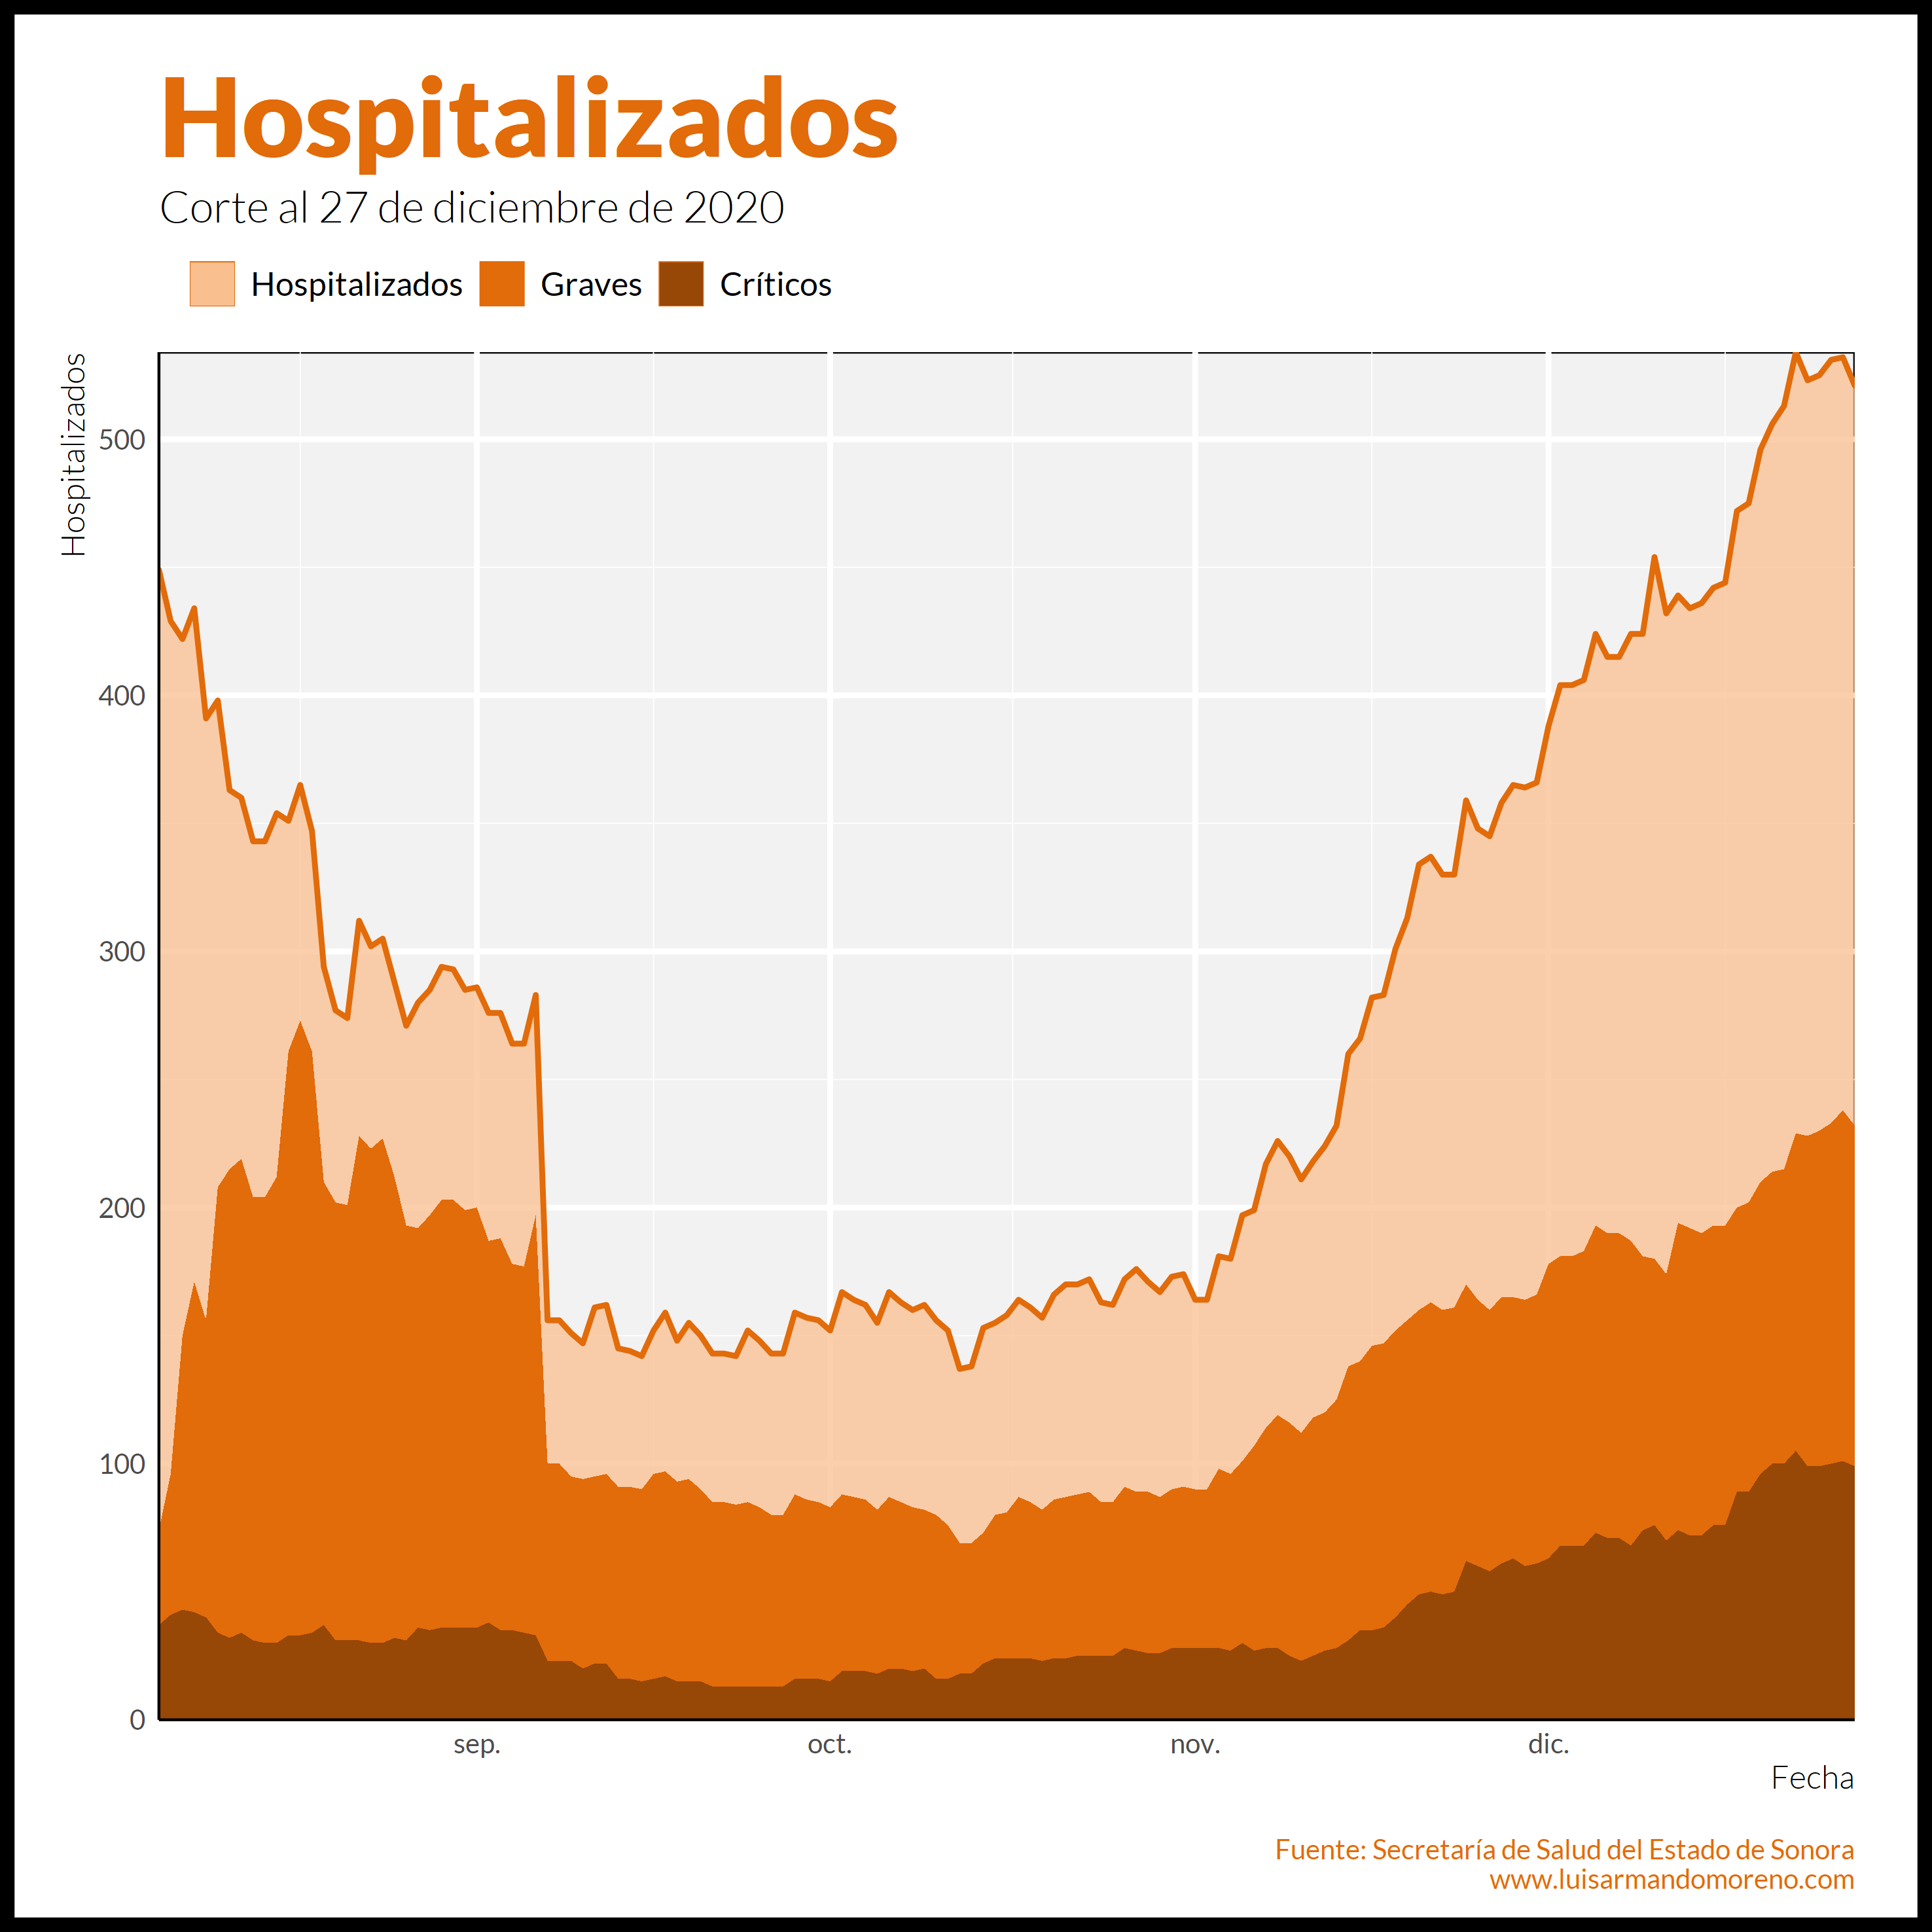 Hospitalizados
Corte al 27 de diciembre de 2020
Hospitalizados Graves Críticos
Hospitalizados
500
400
300
200
100
0
sep. oct. nov. dic.
Fecha
Fuente: Secretaría de Salud del Estado de Sonora
www.luisarmandomoreno.com